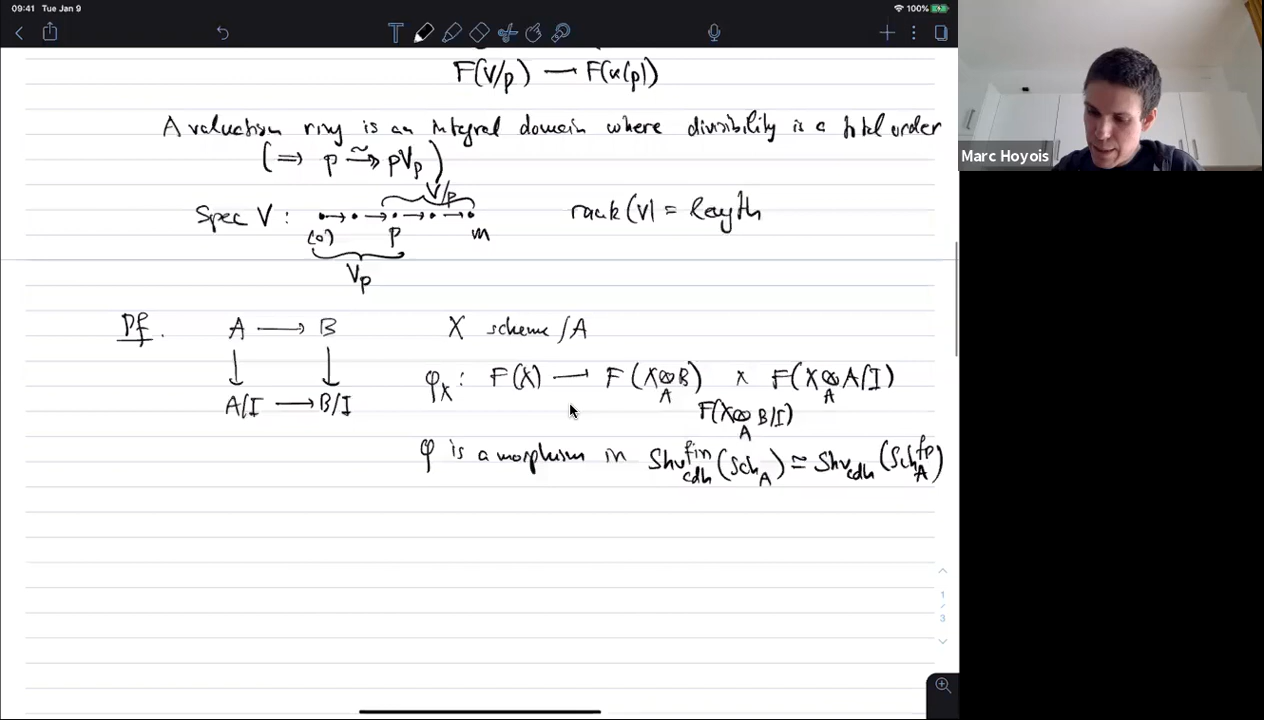 09:41 Tue Jan 9
100%
F(V/p) — F(κ(p))
A valuation ring is an integral domain where divisibility is a total order
(⟹ p ⥲ pV_p)
V/p
Spec V : •→•→•→•→• rank(V) = length
(0) p m
V_p
Pf. A ⟶ B X scheme /A
φ_X : F(X) ⟶ F(X⊗_A B) × F(X⊗_A A/I)
A/I ⟶ B/I F(X⊗_A B/I)
φ is a morphism in Shv^fin_cdh(Sch_A) ≃ Shv_cdh(Sch^fp_A)
Marc Hoyois
1
/
3